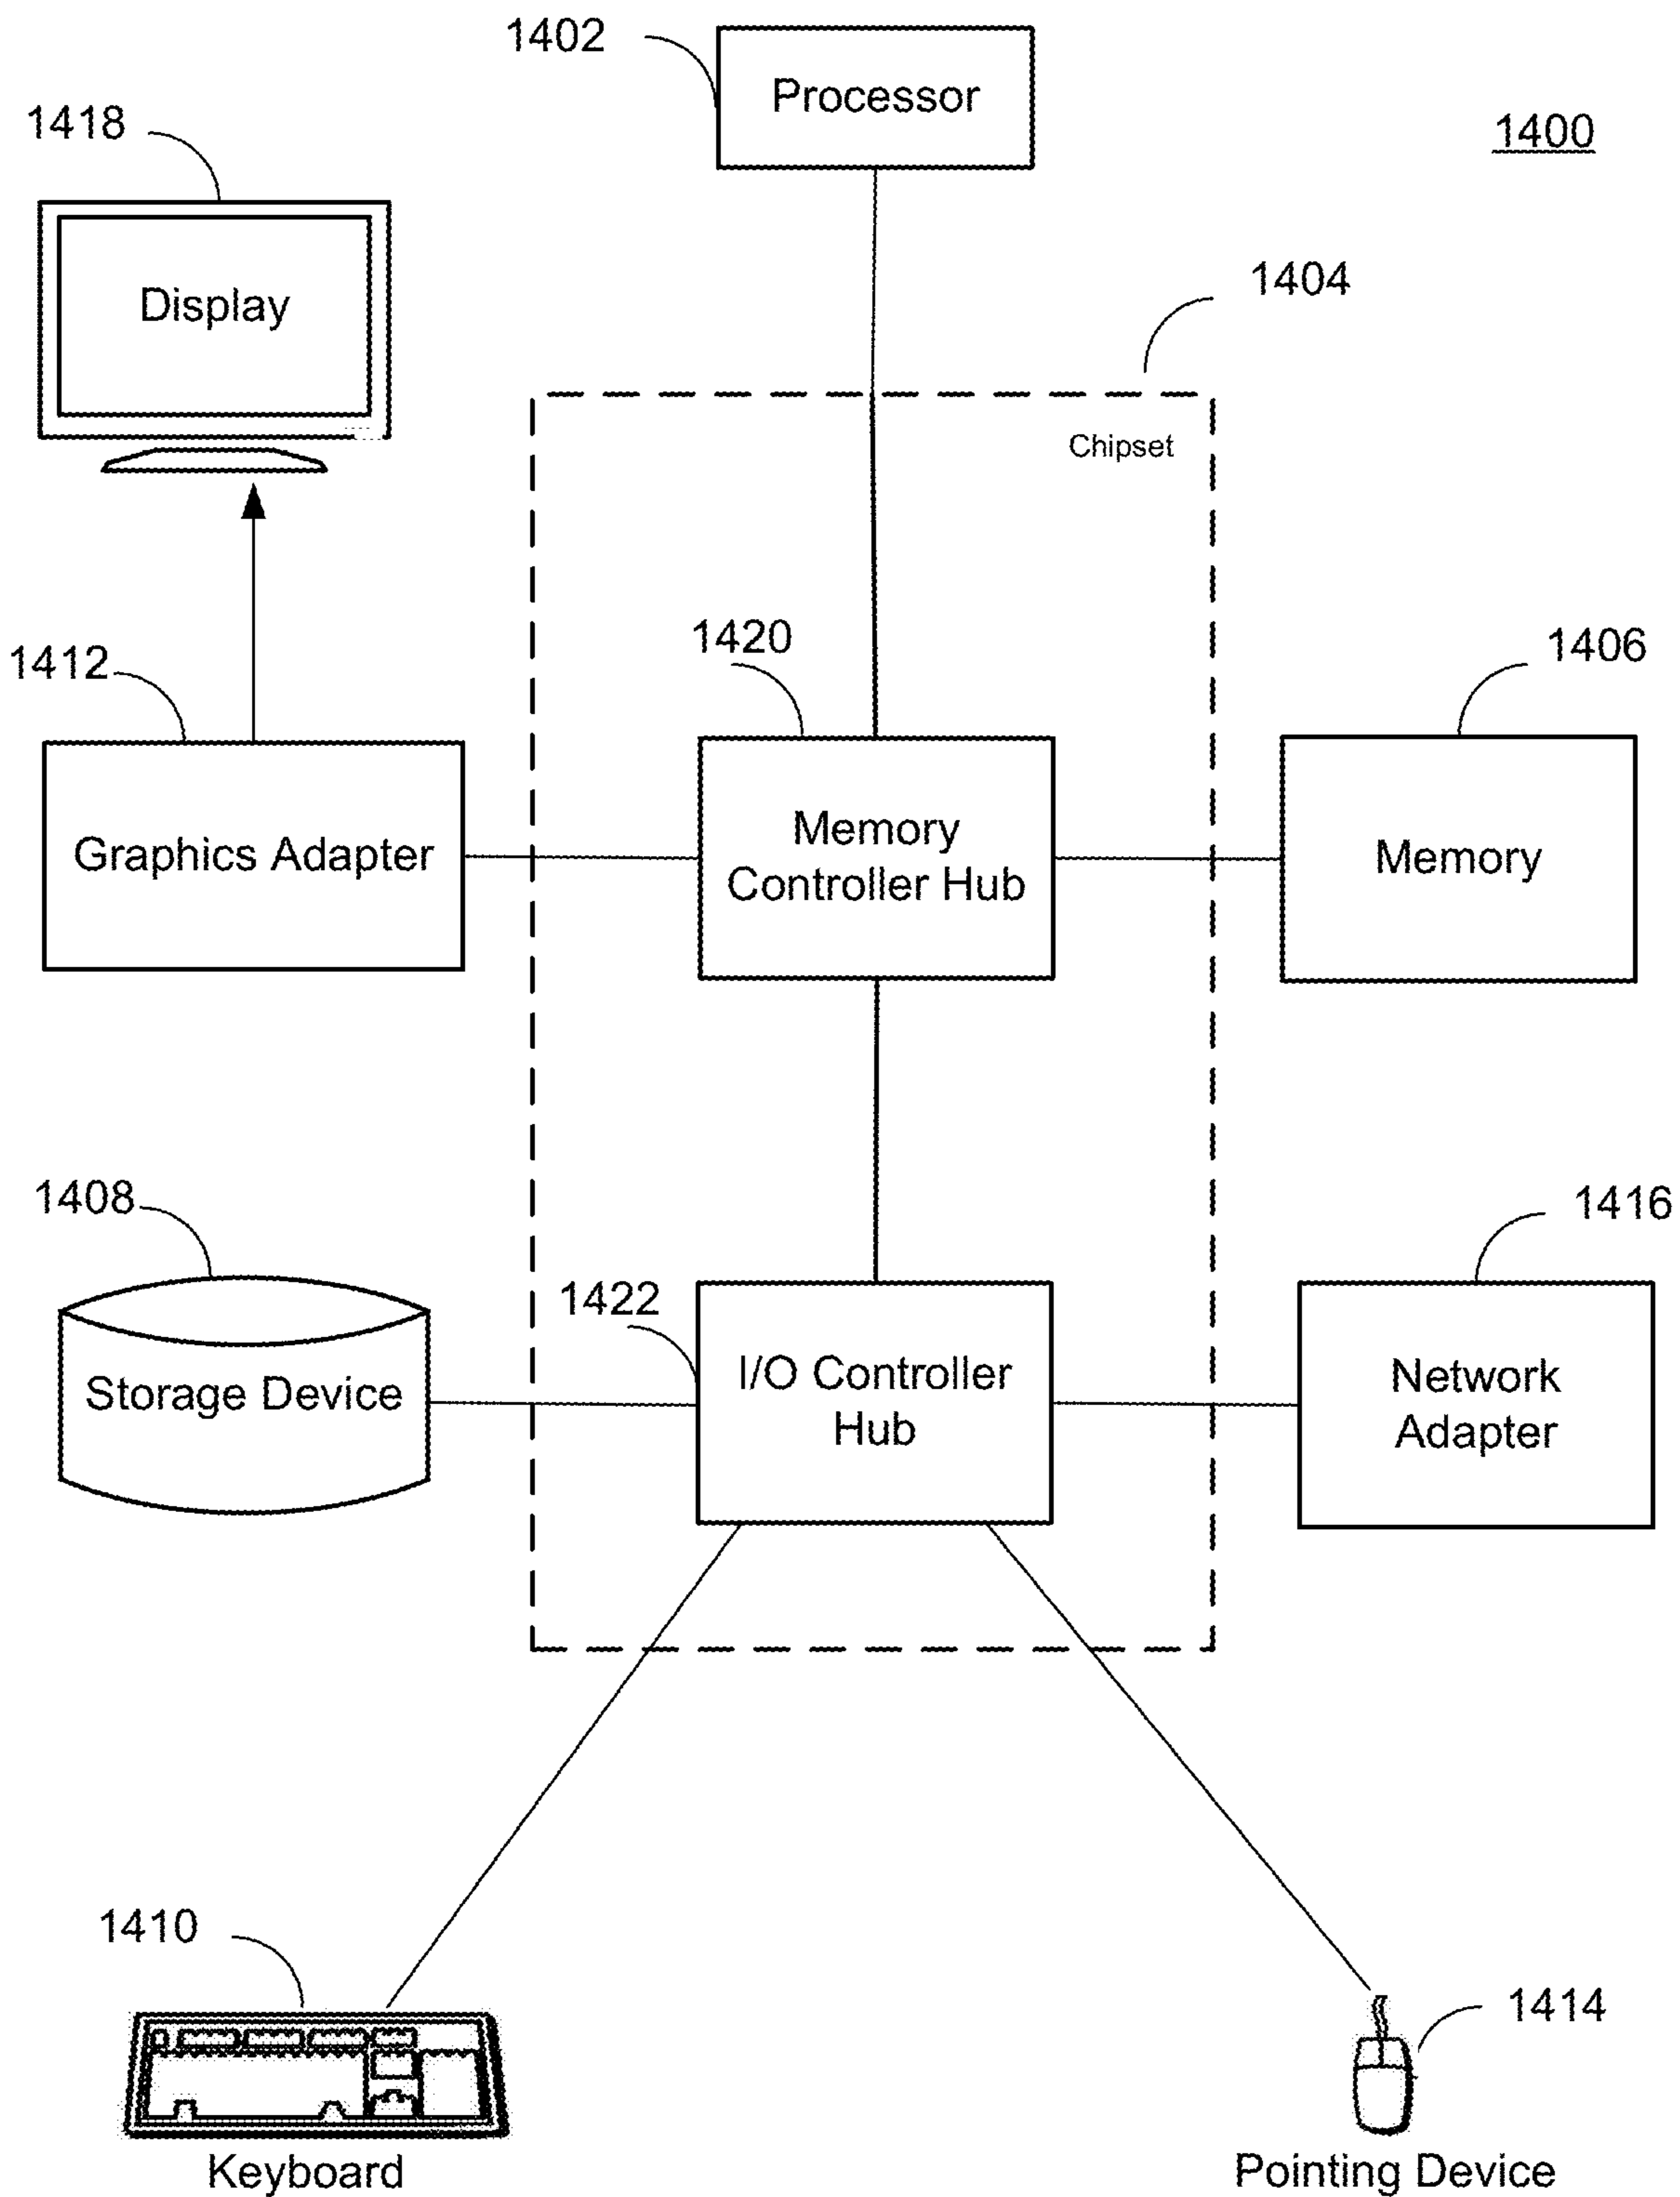 1402
Processor
1400
1418
Display
1404
Chipset
1420
1406
1412
Memory
Controller Hub
Graphics Adapter
Memory
1408
1416
1422
I/O Controller
Hub
Storage Device
Network
Adapter
1410
1414
Keyboard
Pointing Device